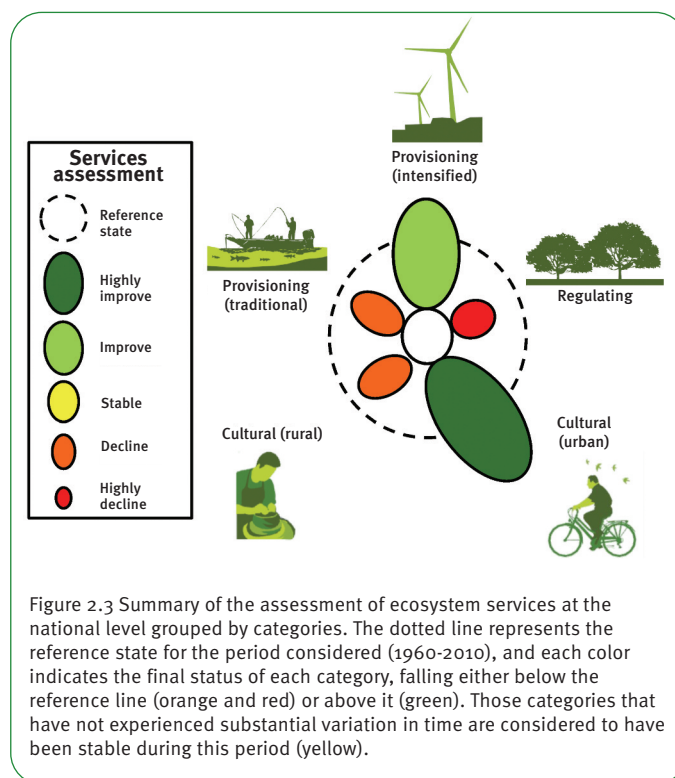 Provisioning
(intensified)
Services
assessment
Reference
state
Highly
improve
Improve
Stable
Decline
Highly
decline
Provisioning
(traditional)
Regulating
Cultural (rural)
Cultural
(urban)
Figure 2.3 Summary of the assessment of ecosystem services at the
national level grouped by categories. The dotted line represents the
reference state for the period considered (1960-2010), and each color
indicates the final status of each category, falling either below the
reference line (orange and red) or above it (green). Those categories that
have not experienced substantial variation in time are considered to have
been stable during this period (yellow).